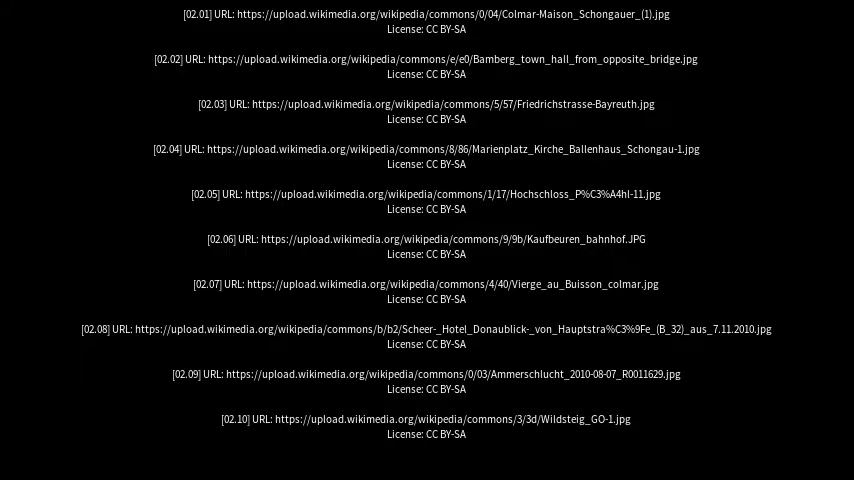 [02.01] URL: https://upload.wikimedia.org/wikipedia/commons/0/04/Colmar-Maison_Schongauer_(1).jpg
License: CC BY-SA
[02.02] URL: https://upload.wikimedia.org/wikipedia/commons/e/e0/Bamberg_town_hall_from_opposite_bridge.jpg
License: CC BY-SA
[02.03] URL: https://upload.wikimedia.org/wikipedia/commons/5/57/Friedrichstrasse-Bayreuth.jpg
License: CC BY-SA
[02.04] URL: https://upload.wikimedia.org/wikipedia/commons/8/86/Marienplatz_Kirche_Ballenhaus_Schongau-1.jpg
License: CC BY-SA
[02.05] URL: https://upload.wikimedia.org/wikipedia/commons/1/17/Hochschloss_P%C3%A4hl-11.jpg
License: CC BY-SA
[02.06] URL: https://upload.wikimedia.org/wikipedia/commons/9/9b/Kaufbeuren_bahnhof.JPG
License: CC BY-SA
[02.07] URL: https://upload.wikimedia.org/wikipedia/commons/4/40/Vierge_au_Buisson_colmar.jpg
License: CC BY-SA
[02.08] URL: https://upload.wikimedia.org/wikipedia/commons/b/b2/Scheer-_Hotel_Donaublick-_von_Hauptstra%C3%9Fe_(B_32)_aus_7.11.2010.jpg
License: CC BY-SA
[02.09] URL: https://upload.wikimedia.org/wikipedia/commons/0/03/Ammerschlucht_2010-08-07_R0011629.jpg
License: CC BY-SA
[02.10] URL: https://upload.wikimedia.org/wikipedia/commons/3/3d/Wildsteig_GO-1.jpg
License: CC BY-SA